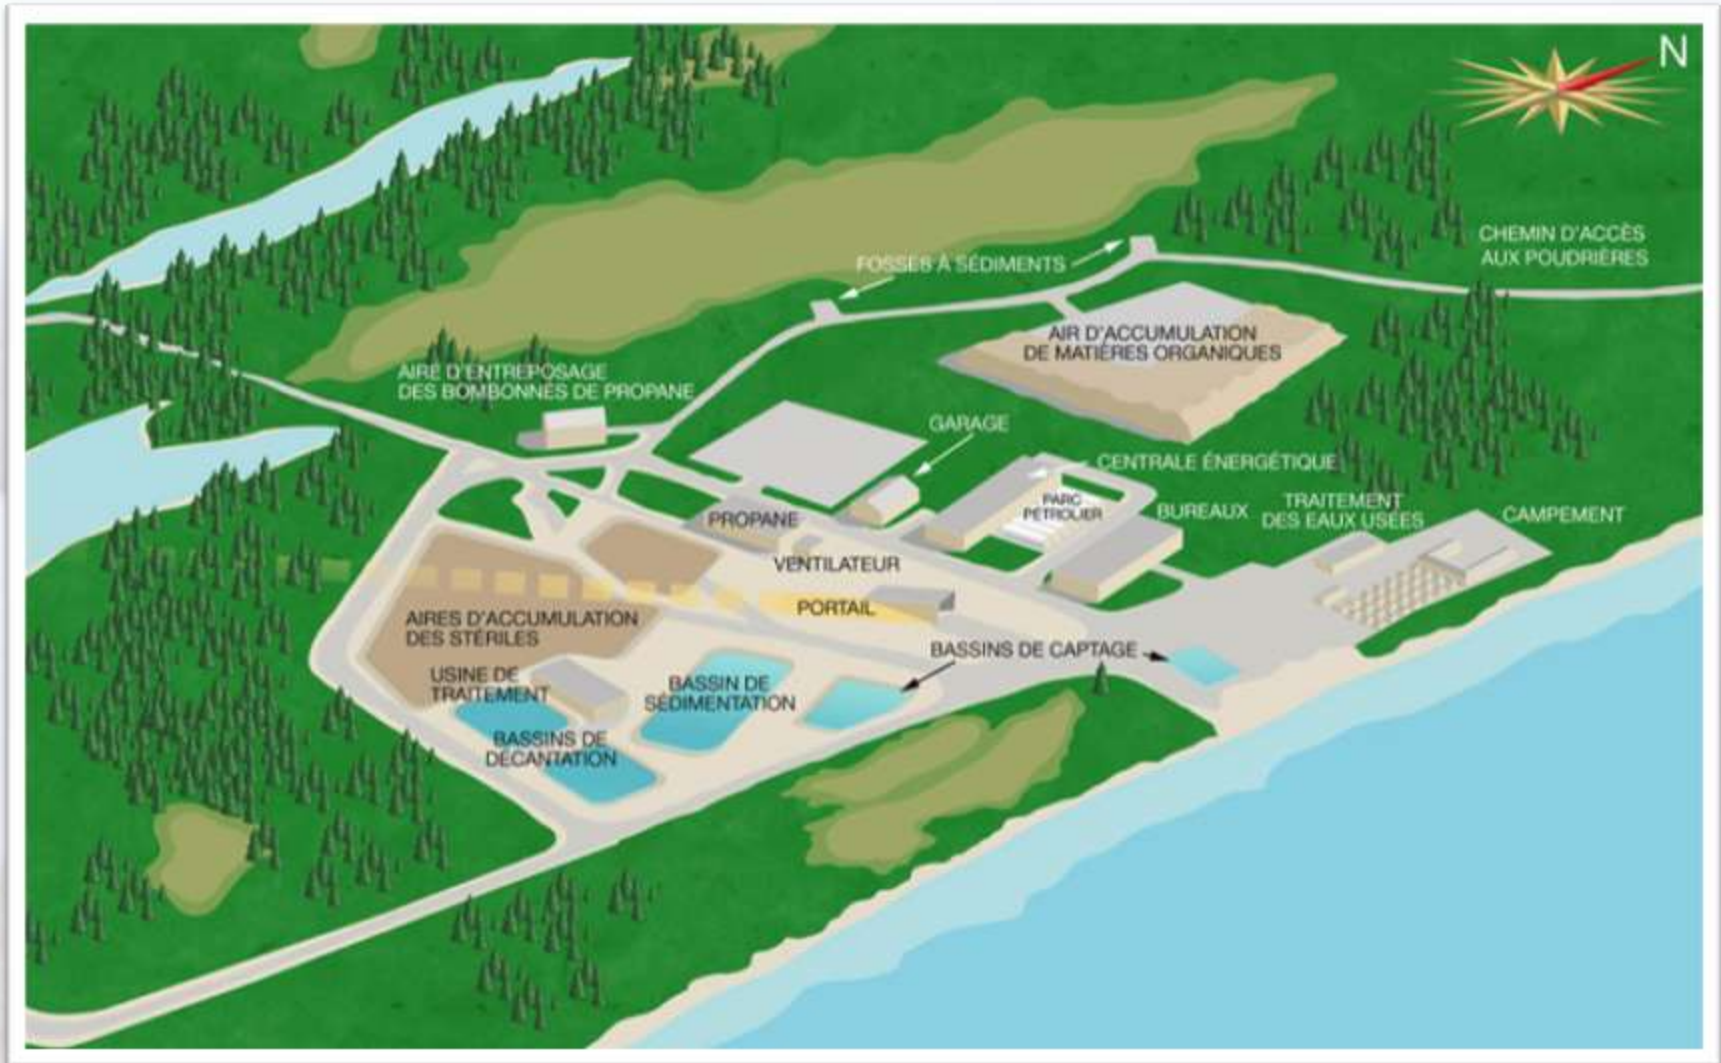 N
CHEMIN D'ACCÈS
AUX POUDRIÈRES
FOSSES À SÉDIMENTS
AIR D'ACCUMULATION
DE MATIÈRES ORGANIQUES
AIRE D'ENTREPOSAGE
DES BOMBONNES DE PROPANE
GARAGE
CENTRALE ÉNERGÉTIQUE
PARC
PÉTROLIER
BUREAUX
TRAITEMENT
DES EAUX USÉES
CAMPEMENT
PROPANE
VENTILATEUR
PORTAIL
AIRES D'ACCUMULATION
DES STÉRILES
BASSINS DE CAPTAGE
USINE DE
TRAITEMENT
BASSIN DE
SÉDIMENTATION
BASSINS DE
DÉCANTATION